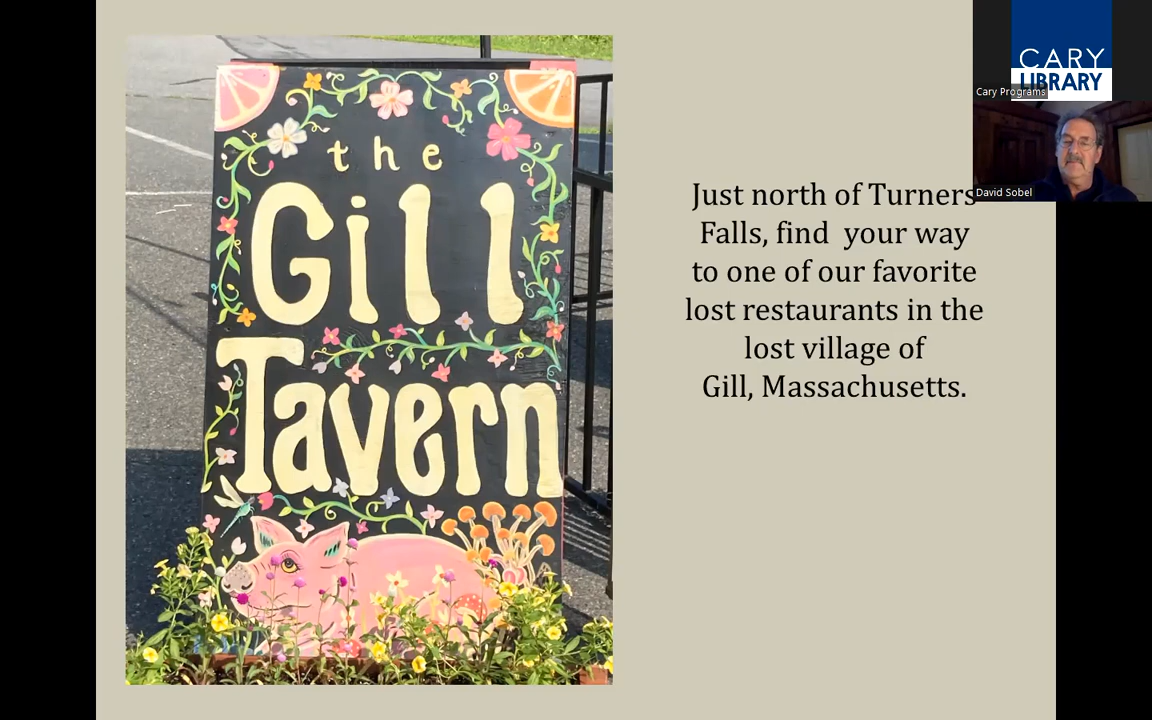 the
Gill
Tavern
Just north of Turners
Falls, find  your way
to one of our favorite
lost restaurants in the
lost village of
Gill, Massachusetts.
CARY
LIBRARY
Cary Programs
David Sobel